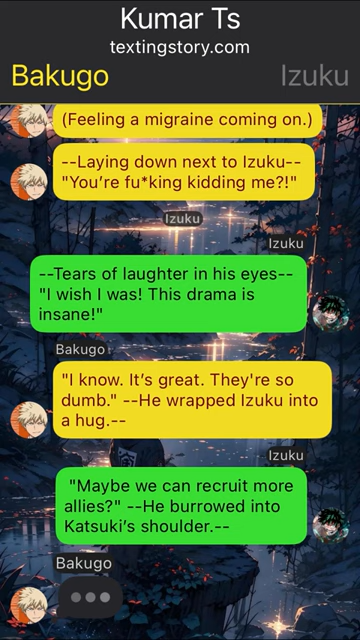 Kumar Ts
textingstory.com
Bakugo
Izuku
(Feeling a migraine coming on.)
--Laying down next to Izuku--
"You're fu*king kidding me?!"
Izuku
Izuku
--Tears of laughter in his eyes--
"I wish I was! This drama is
insane!"
Bakugo
"I know. It's great. They're so
dumb." --He wrapped Izuku into
a hug.--
Izuku
"Maybe we can recruit more
allies?" --He burrowed into
Katsuki's shoulder.--
Bakugo